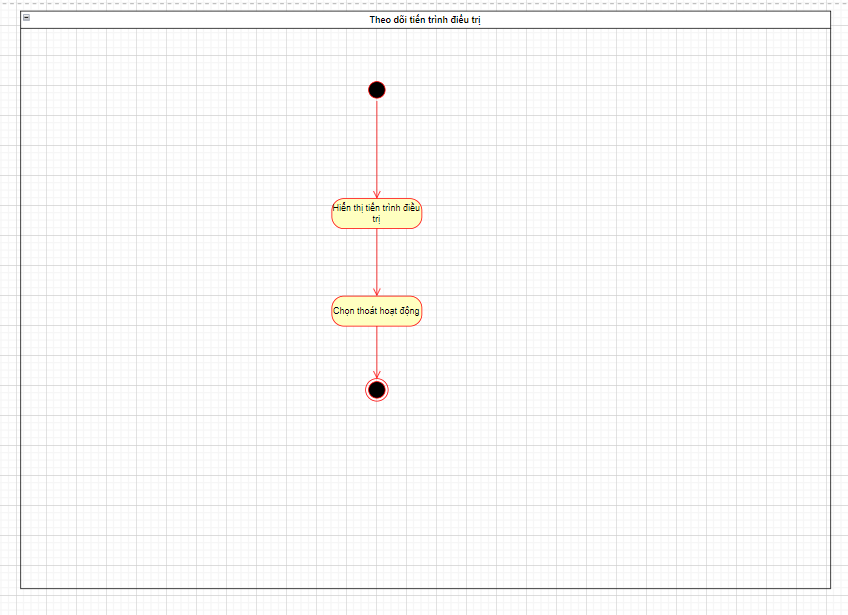 Theo dõi tiến trình điều trị
Hiển thị tiến trình điều
trị
Chọn thoát hoạt động